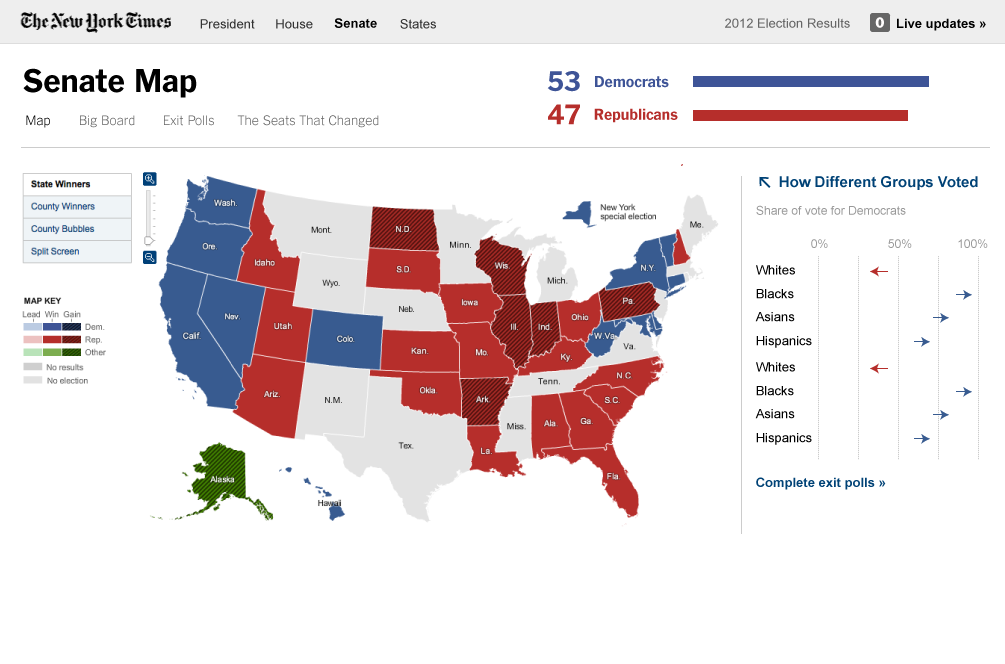 The New York Times
President House Senate States
2012 Election Results 0 Live updates »
Senate Map
53 Democrats
47 Republicans
Map Big Board Exit Polls The Seats That Changed
State Winners
County Winners
County Bubbles
Split Screen
MAP KEY
Lead Win Gain
Dem.
Rep.
Other
No results
No election
Wash.
Ore.
Idaho
Mont.
N.D.
Minn.
S.D.
Wis.
Wyo.
Mich.
New York
special election
Me.
N.Y.
Nev.
Utah
Colo.
Neb.
Iowa
Ill.
Ind.
Ohio
Pa.
Calif.
Kan.
Mo.
Ky.
W.Va.
Va.
Ariz.
N.M.
Okla.
Ark.
Tenn.
N.C.
S.C.
Tex.
La.
Miss.
Ala
Ga.
Fla.
Alaska
Hawaii
How Different Groups Voted
Share of vote for Democrats
0% 50% 100%
Whites
Blacks
Asians
Hispanics
Whites
Blacks
Asians
Hispanics
Complete exit polls »